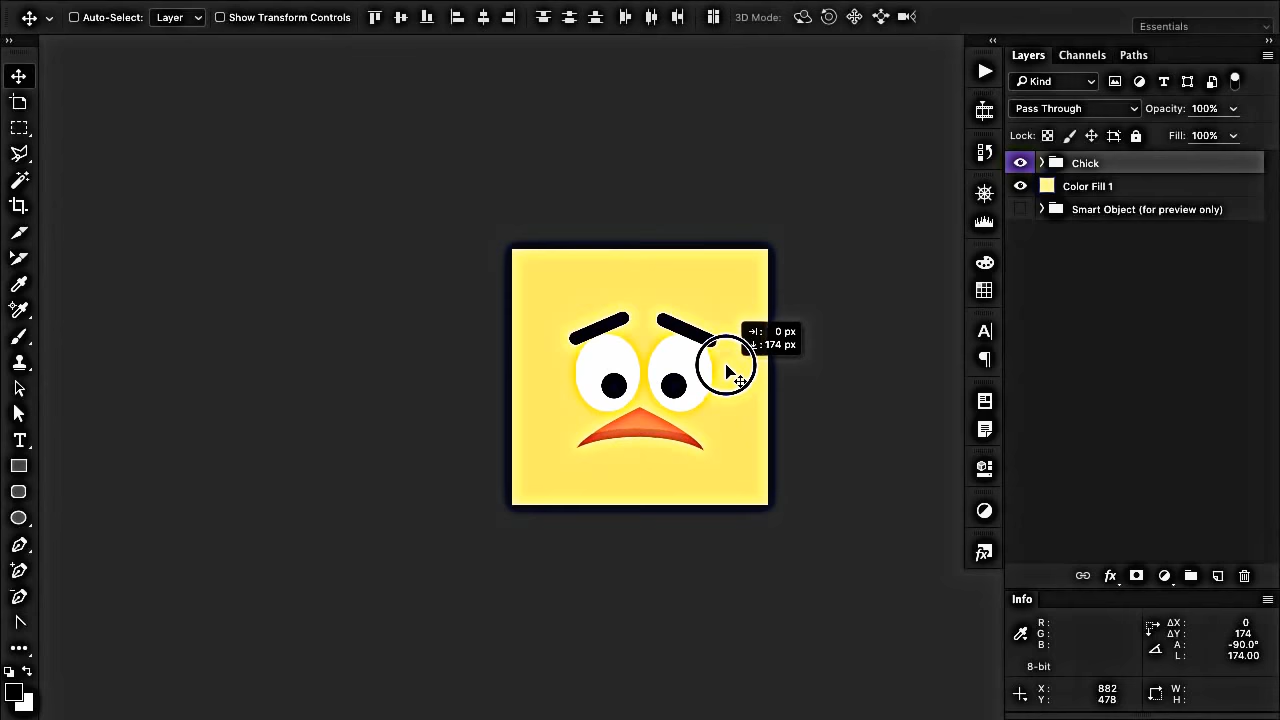 Auto-Select: Layer Show Transform Controls 3D Mode:
Essentials
Layers Channels Paths
Kind
Pass Through Opacity: 100%
Lock: Fill: 100%
Chick
Color Fill 1
Smart Object (for preview only)
0 px
174 px
Info
R: ΔX: 0
G: ΔY: 174
B: A: -90.0°
L: 174.00
8-bit
X: 882 W:
Y: 478 H: